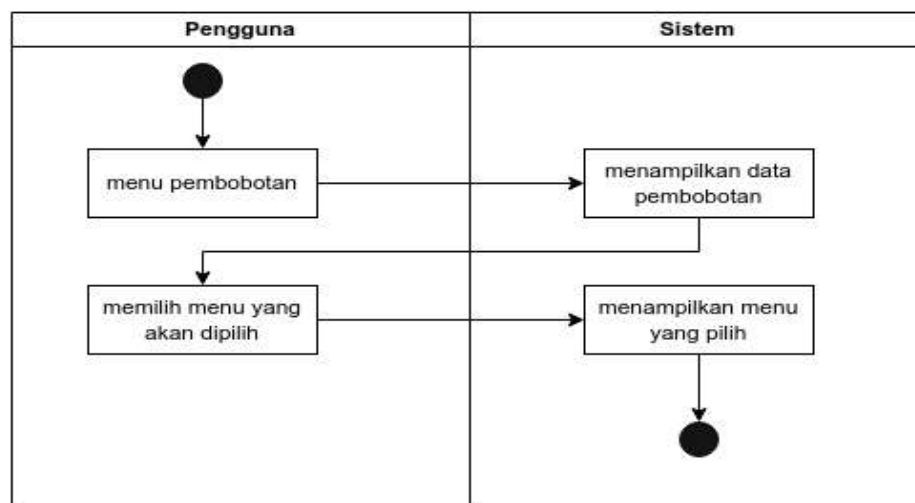 Pengguna
Sistem
menu pembobotan
menampilkan data
pembobotan
memilih menu yang
akan dipilih
menampilkan menu
yang pilih